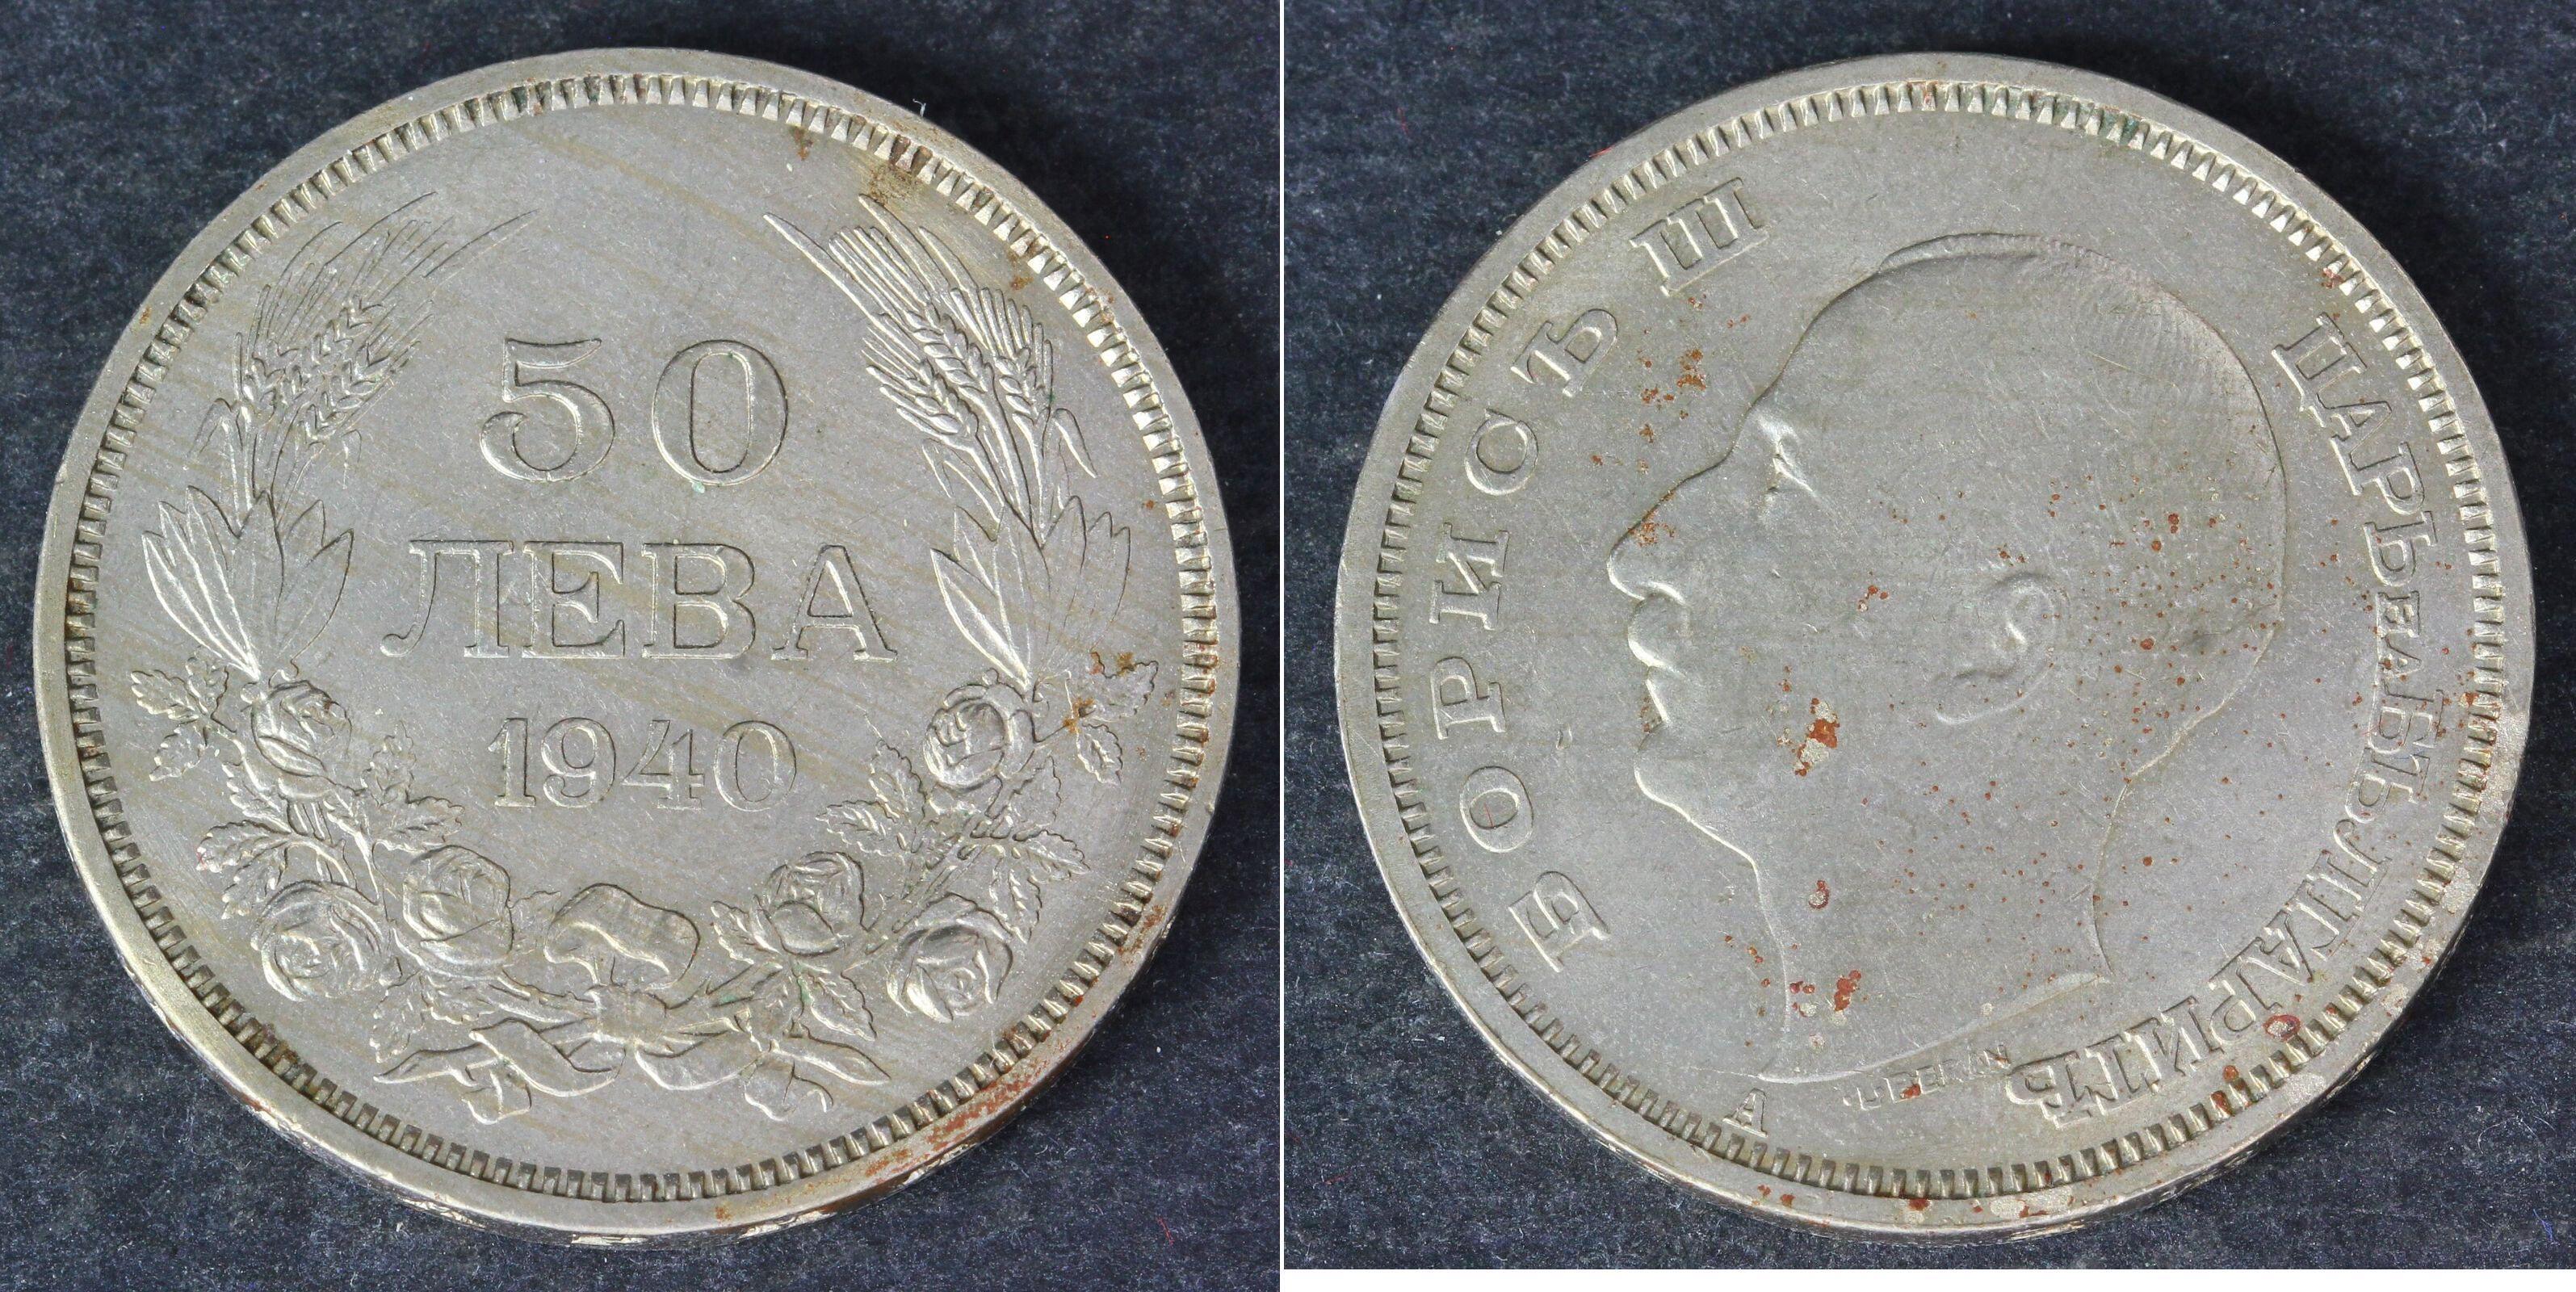 50
ЛЕВА
1940
БОРИСЪ III
ЦАРЬ НА БЪЛГАРИТѢ
А